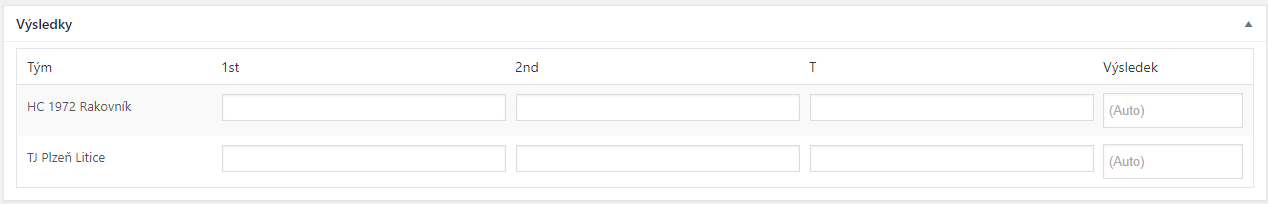 Výsledky
Tým 1st 2nd T Výsledek
HC 1972 Rakovník (Auto)
TJ Plzeň Litice (Auto)